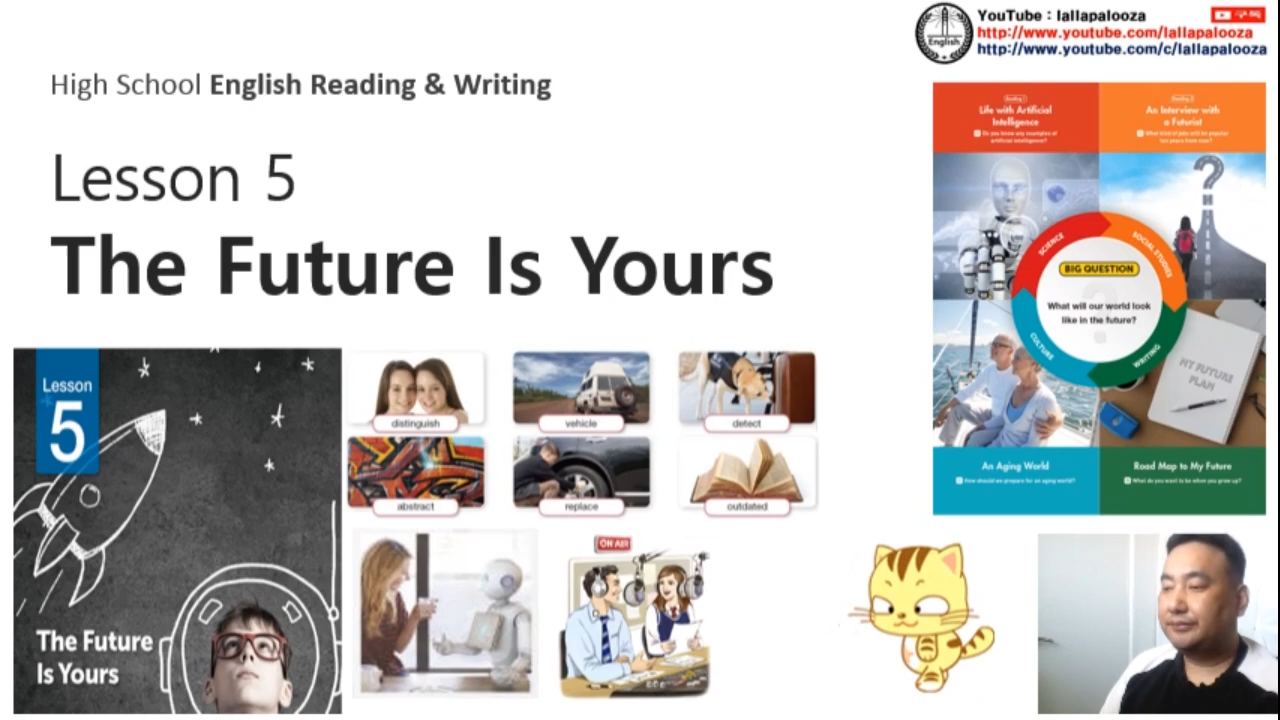 YouTube : lallapalooza
http://www.youtube.com/lallapalooza
http://www.youtube.com/c/lallapalooza
English
High School English Reading & Writing
Lesson 5
The Future Is Yours
Reading 1
Life with Artificial
Intelligence
Do you know any examples of
artificial intelligence?
Reading 2
An Interview with
a Futurist
What kind of jobs will be popular
ten years from now?
SCIENCE
SOCIAL STUDIES
BIG QUESTION
What will our world look
like in the future?
CULTURE
WRITING
MY FUTURE
PLAN
An Aging World
How should we prepare for an aging world?
Road Map to My Future
What do you want to be when you grow up?
Lesson
5
The Future
Is Yours
distinguish
vehicle
detect
abstract
replace
outdated
ON AIR